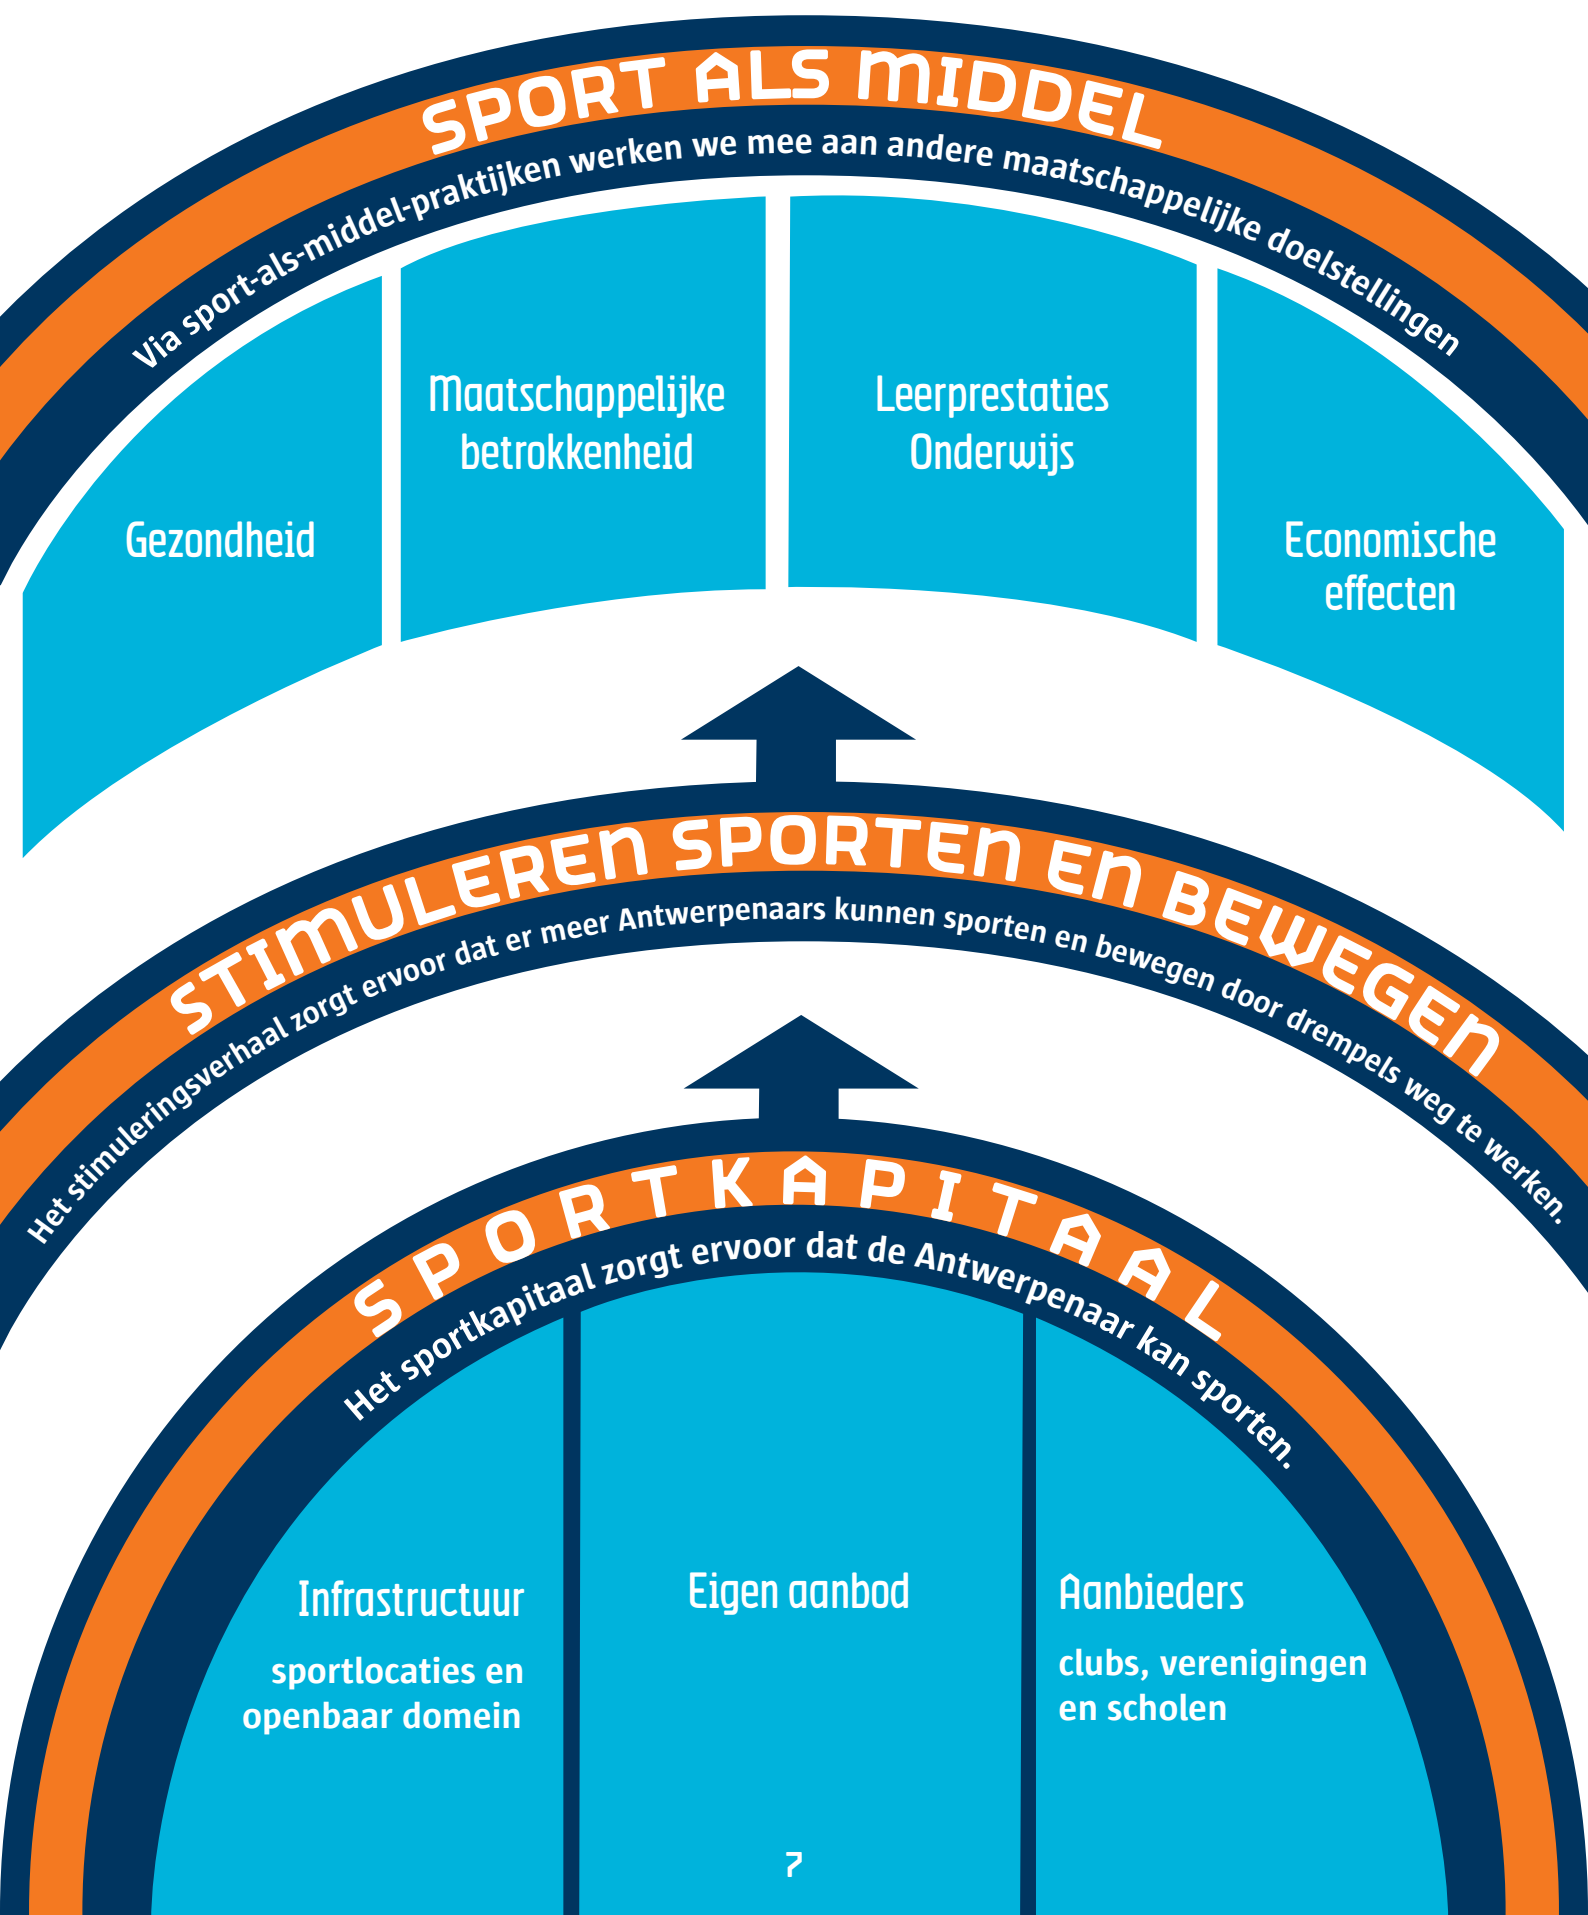 SPORT ALS MIDDEL
Via sport-als-middel-praktijken werken we mee aan andere maatschappelijke doelstellingen
Gezondheid
Maatschappelijke
betrokkenheid
Leerprestaties
Onderwijs
Economische
effecten
STIMULEREN SPORTEN EN BEWEGEN
Het stimuleringsverhaal zorgt ervoor dat er meer Antwerpenaars kunnen sporten en bewegen door drempels weg te werken.
SPORTKAPITAAL
Het sportkapitaal zorgt ervoor dat de Antwerpenaar kan sporten.
Infrastructuur
sportlocaties en
openbaar domein
Eigen aanbod
Aanbieders
clubs, verenigingen
en scholen
7